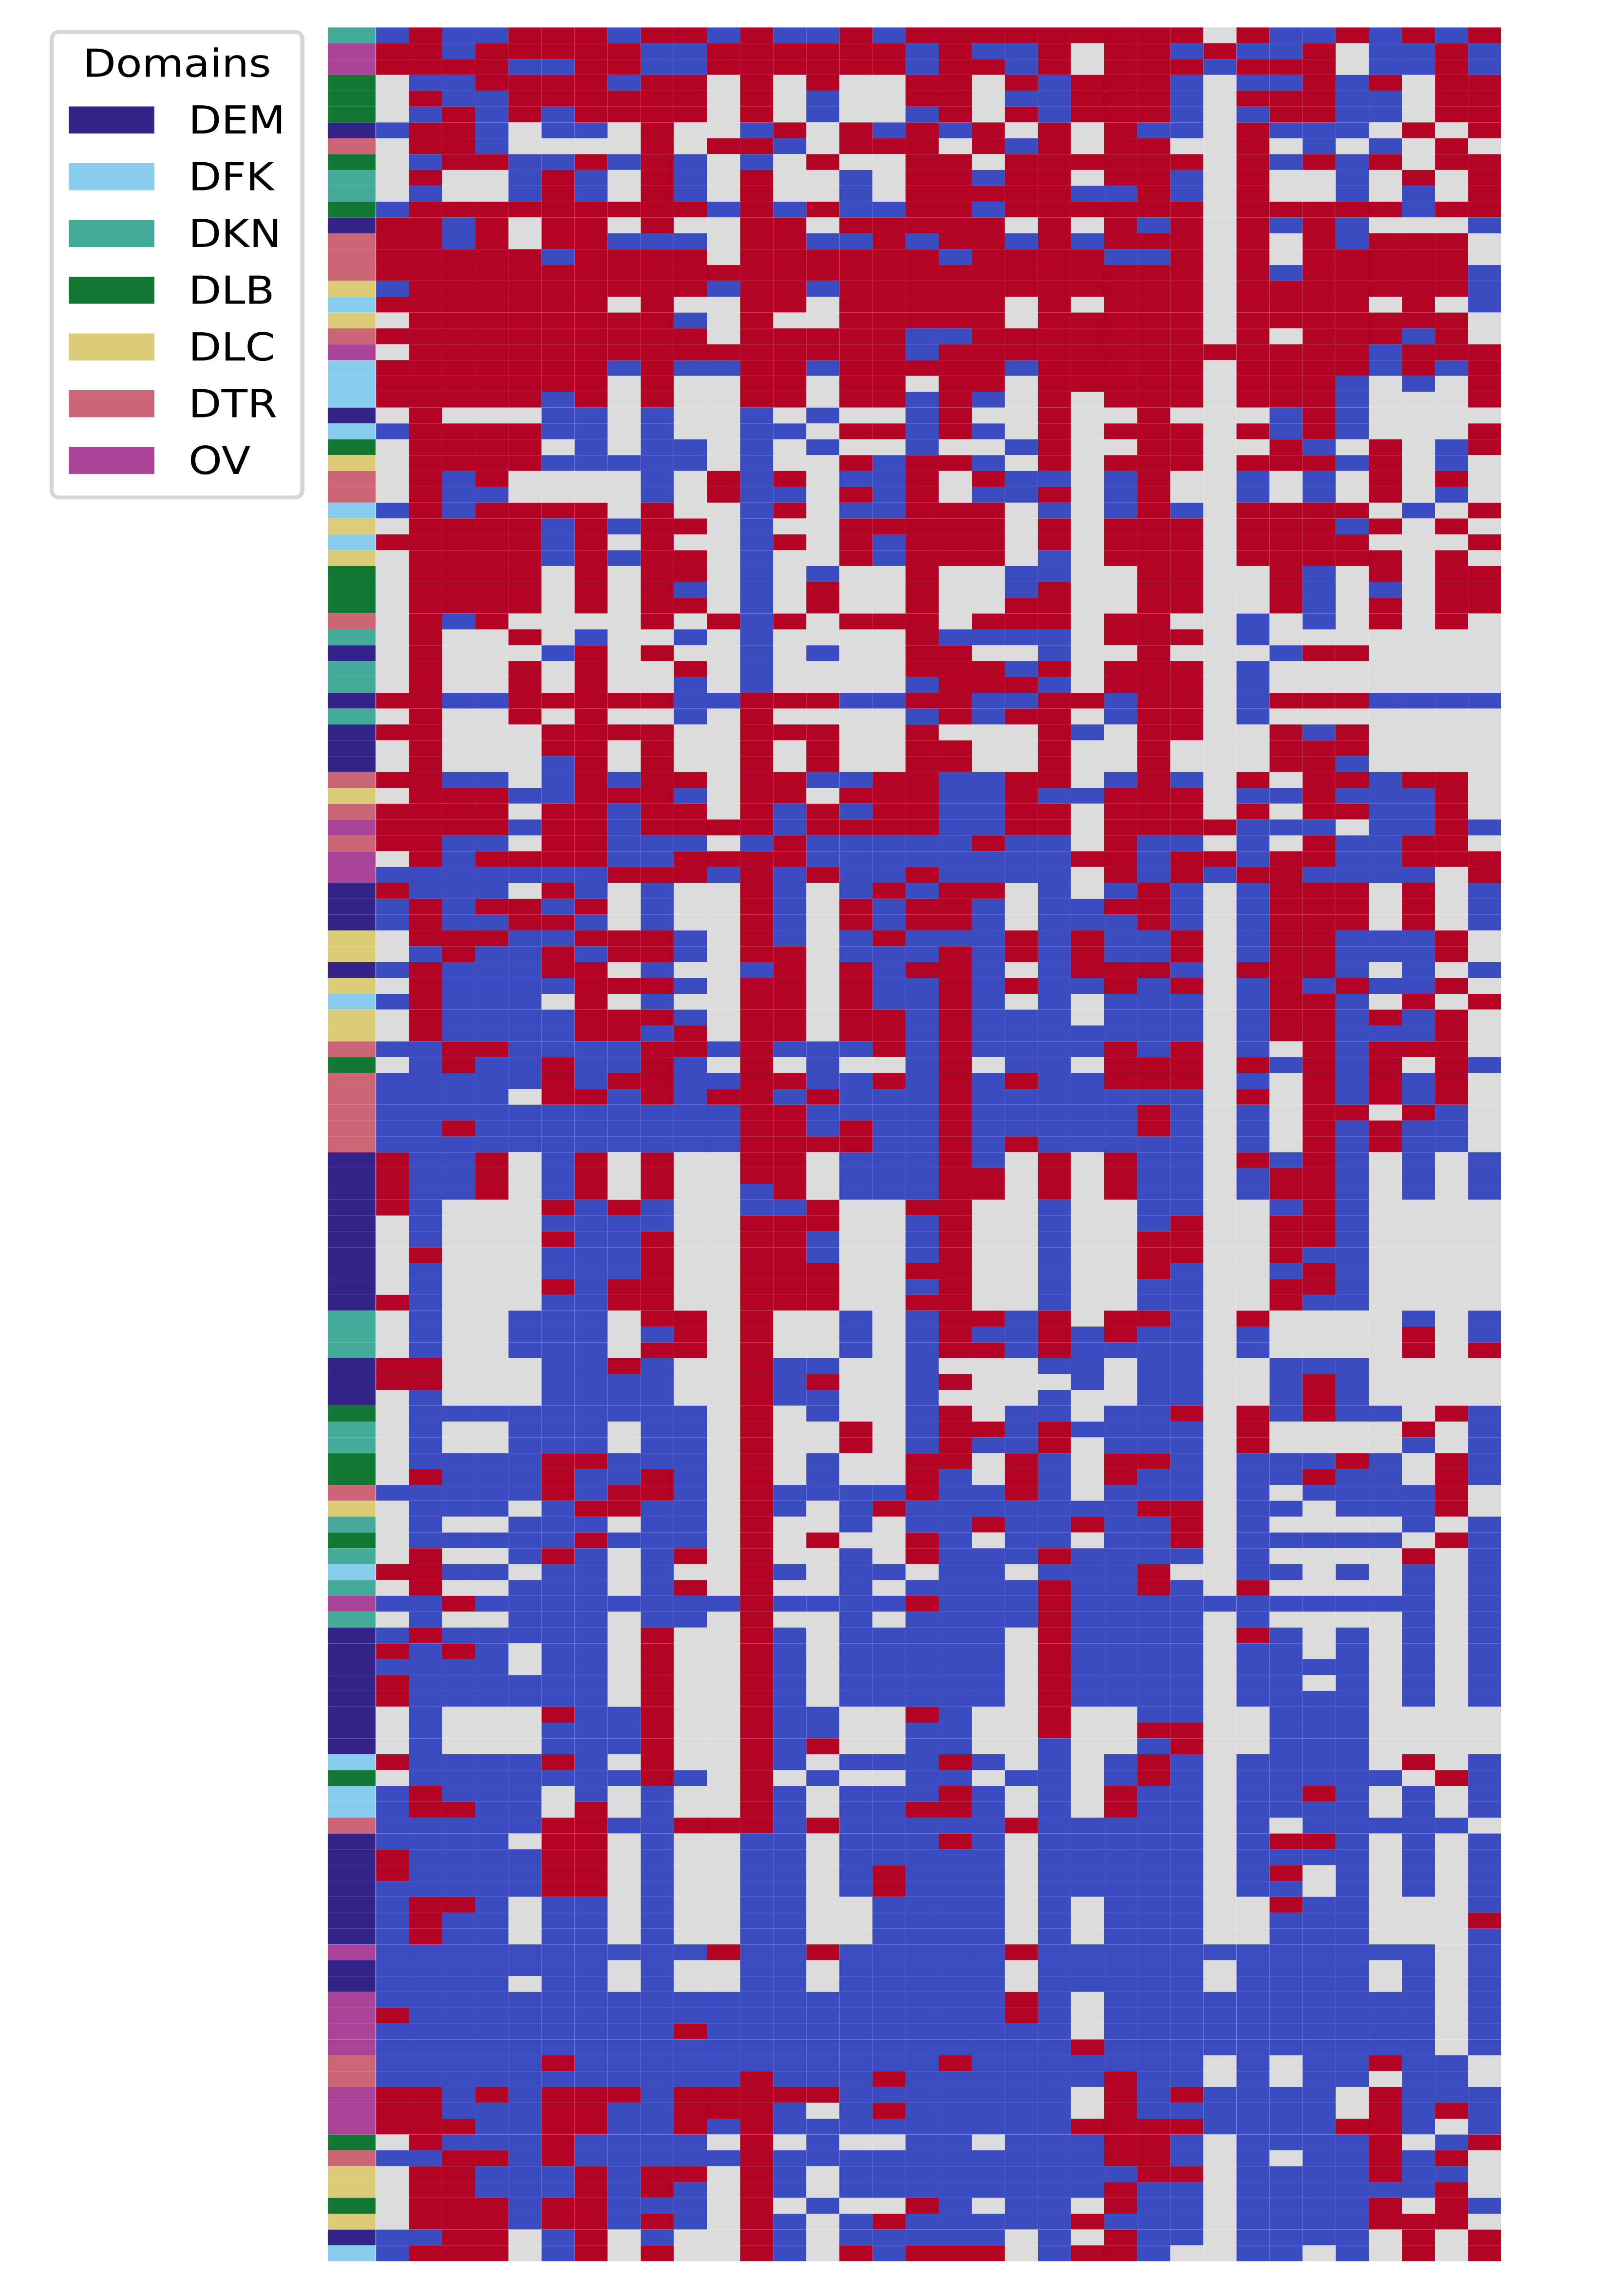 Domains
DEM
DFK
DKN
DLB
DLC
DTR
OV